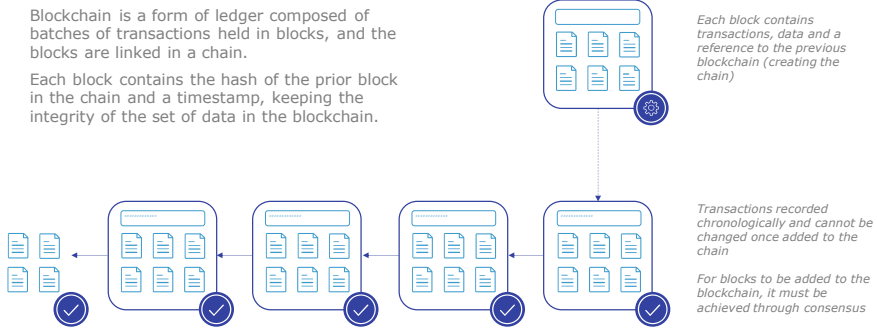 Blockchain is a form of ledger composed of
batches of transactions held in blocks, and the
blocks are linked in a chain.
Each block contains the hash of the prior block
in the chain and a timestamp, keeping the
integrity of the set of data in the blockchain.
Each block contains
transactions, data and a
reference to the previous
blockchain (creating the
chain)
Transactions recorded
chronologically and cannot be
changed once added to the
chain
For blocks to be added to the
blockchain, it must be
achieved through consensus